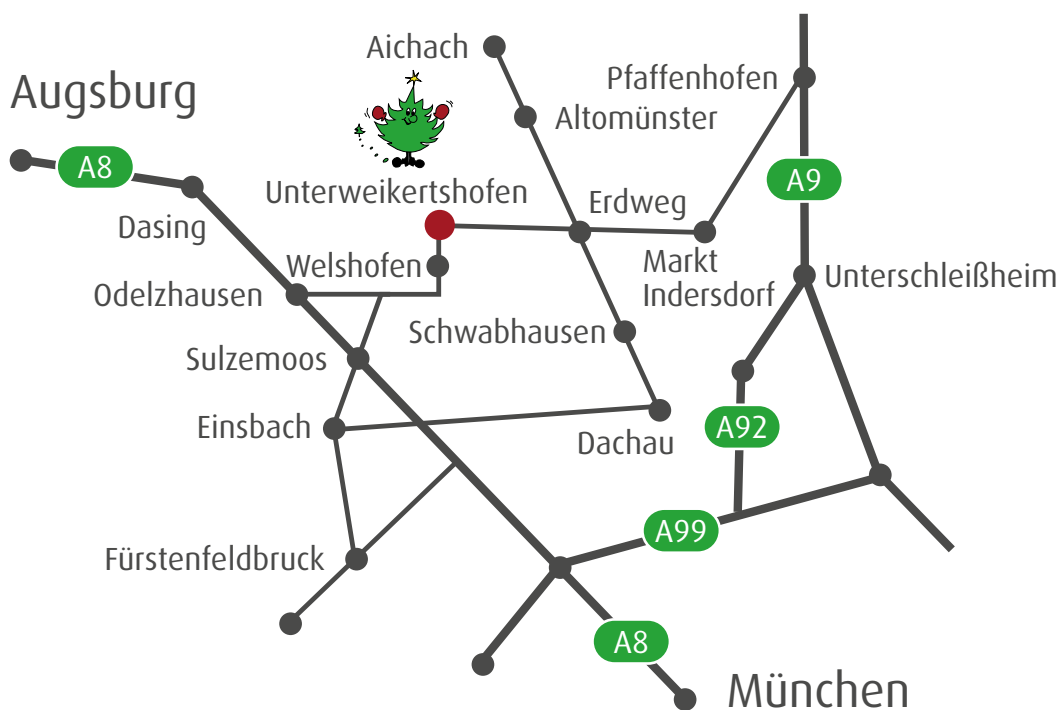 Aichach
Pfaffenhofen
Augsburg
Altomünster
A8
A9
Unterweikertshofen
Erdweg
Dasing
Welshofen
Markt
Indersdorf
Unterschleißheim
Odelzhausen
Schwabhausen
Sulzemoos
Einsbach
Dachau
A92
A99
Fürstenfeldbruck
A8
München